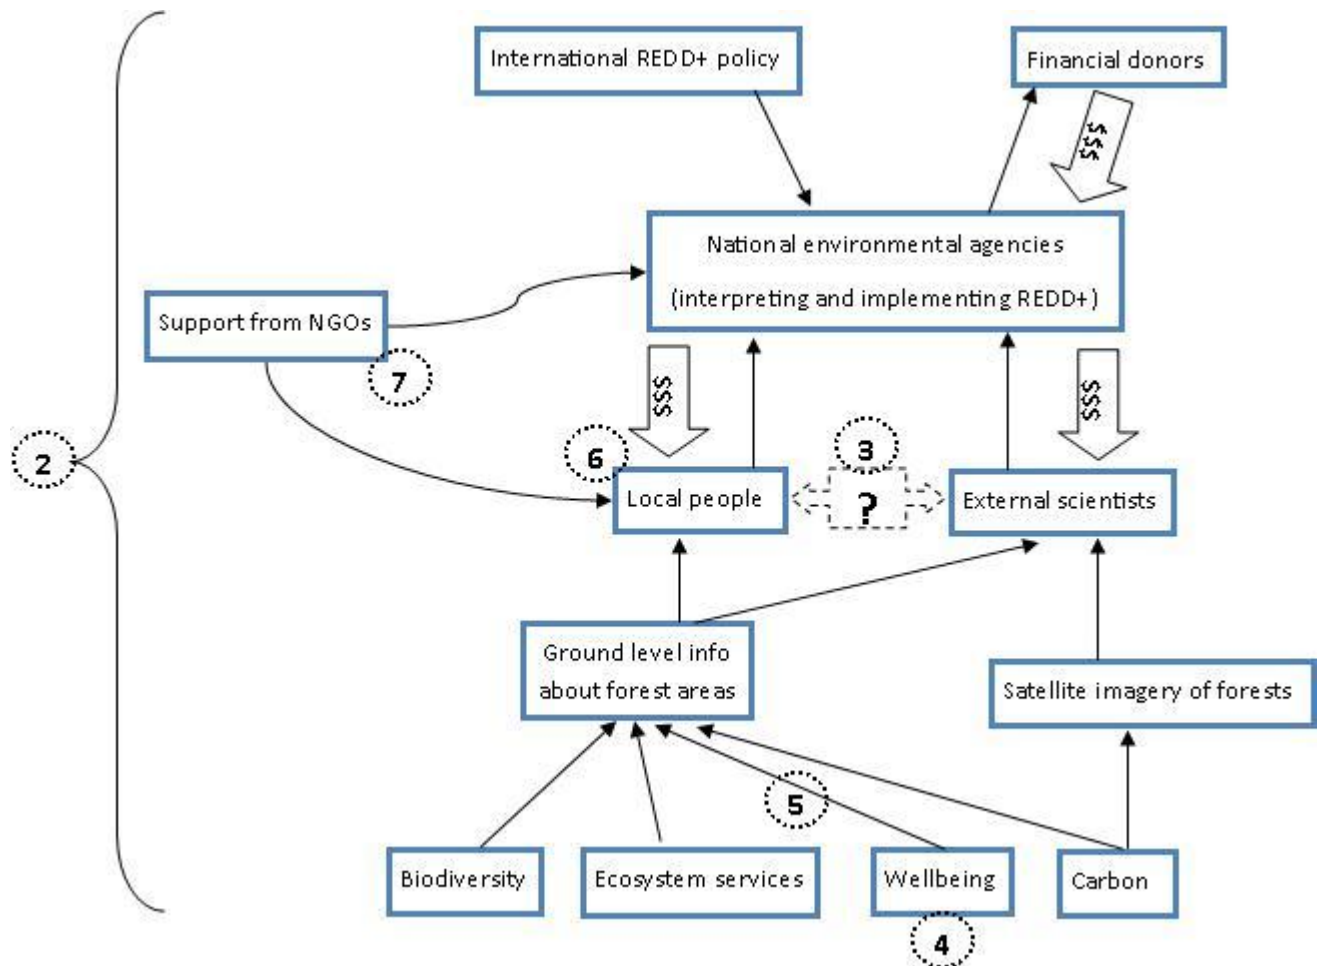 International REDD+ policy
Financial donors
$$$
National environmental agencies
(interpreting and implementing REDD+)
Support from NGOs
7
$$$
$$$
2
6
3
Local people
?
External scientists
Ground level info
about forest areas
Satellite imagery of forests
5
Biodiversity
Ecosystem services
Wellbeing
Carbon
4